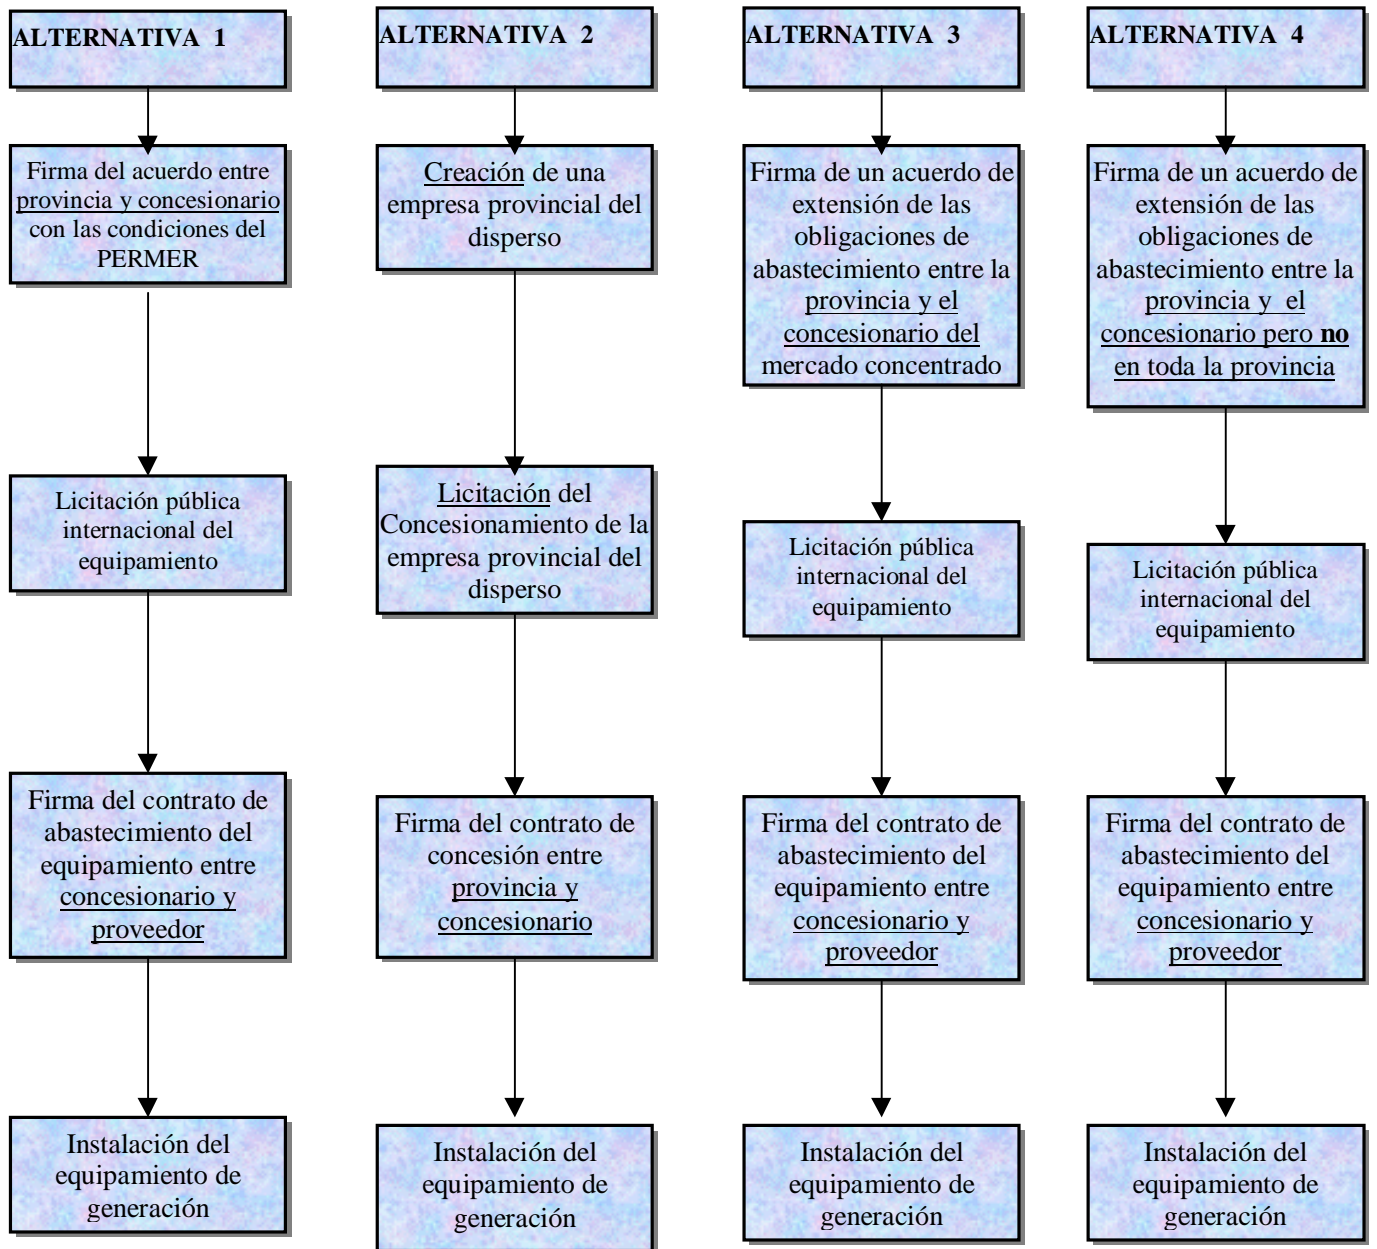 ALTERNATIVA 1
Firma del acuerdo entre
provincia y concesionario
con las condiciones del
PERMER
Licitación pública
internacional del
equipamiento
Firma del contrato de
abastecimiento del
equipamiento entre
concesionario y
proveedor
Instalación del
equipamiento de
generación
ALTERNATIVA 2
Creación de una
empresa provincial del
disperso
Licitación del
Concesionamiento de la
empresa provincial del
disperso
Firma del contrato de
concesión entre
provincia y
concesionario
Instalación del
equipamiento de
generación
ALTERNATIVA 3
Firma de un acuerdo de
extensión de las
obligaciones de
abastecimiento entre la
provincia y el
concesionario del
mercado concentrado
Licitación pública
internacional del
equipamiento
Firma del contrato de
abastecimiento del
equipamiento entre
concesionario y
proveedor
Instalación del
equipamiento de
generación
ALTERNATIVA 4
Firma de un acuerdo de
extensión de las
obligaciones de
abastecimiento entre la
provincia y el
concesionario pero no
en toda la provincia
Licitación pública
internacional del
equipamiento
Firma del contrato de
abastecimiento del
equipamiento entre
concesionario y
proveedor
Instalación del
equipamiento de
generación